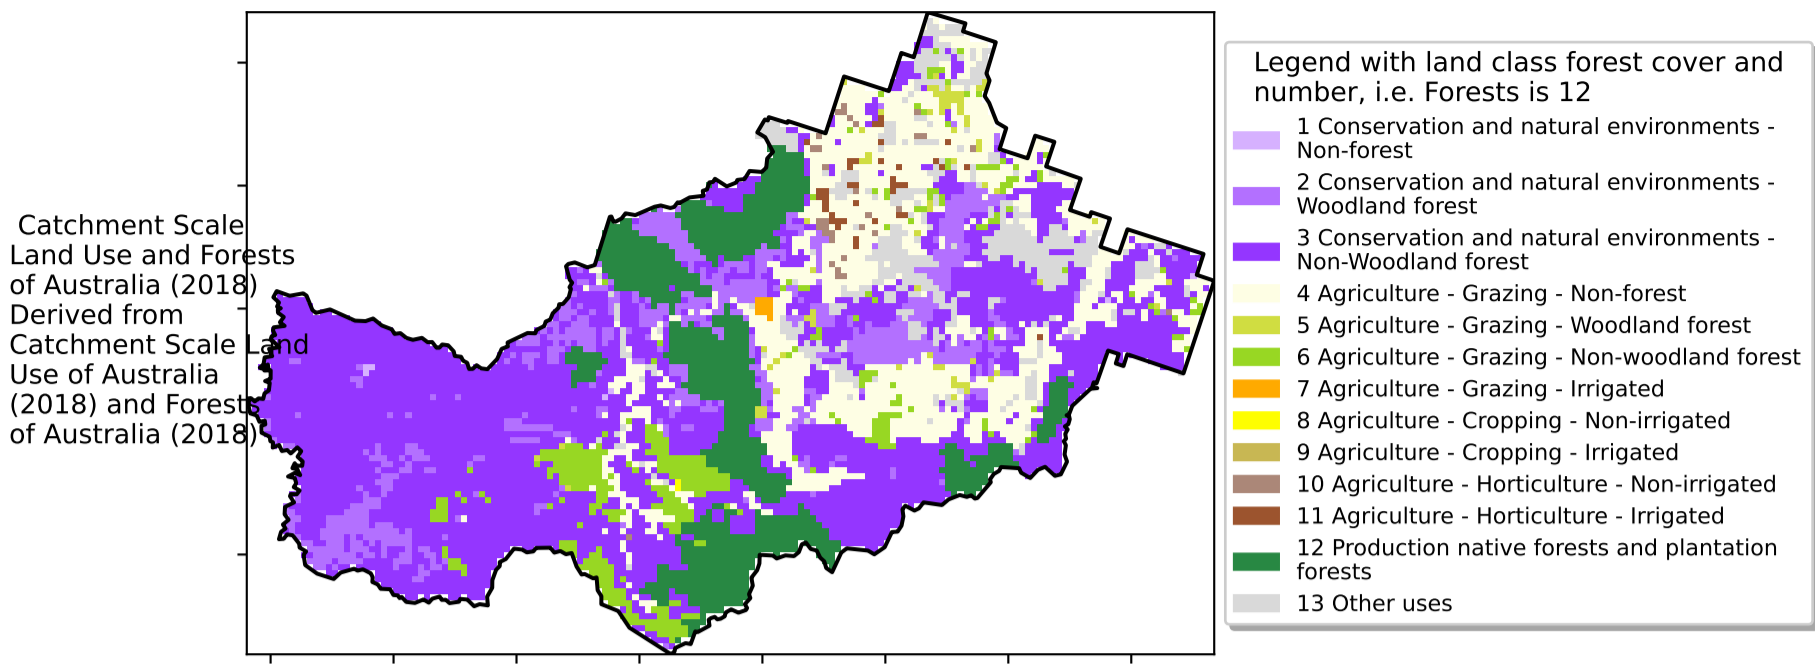 Catchment Scale
Land Use and Forests
of Australia (2018)
Derived from
Catchment Scale Land
Use of Australia
(2018) and Forests
of Australia (2018)
Legend with land class forest cover and
number, i.e. Forests is 12
1 Conservation and natural environments -
Non-forest
2 Conservation and natural environments -
Woodland forest
3 Conservation and natural environments -
Non-Woodland forest
4 Agriculture - Grazing - Non-forest
5 Agriculture - Grazing - Woodland forest
6 Agriculture - Grazing - Non-woodland forest
7 Agriculture - Grazing - Irrigated
8 Agriculture - Cropping - Non-irrigated
9 Agriculture - Cropping - Irrigated
10 Agriculture - Horticulture - Non-irrigated
11 Agriculture - Horticulture - Irrigated
12 Production native forests and plantation
forests
13 Other uses